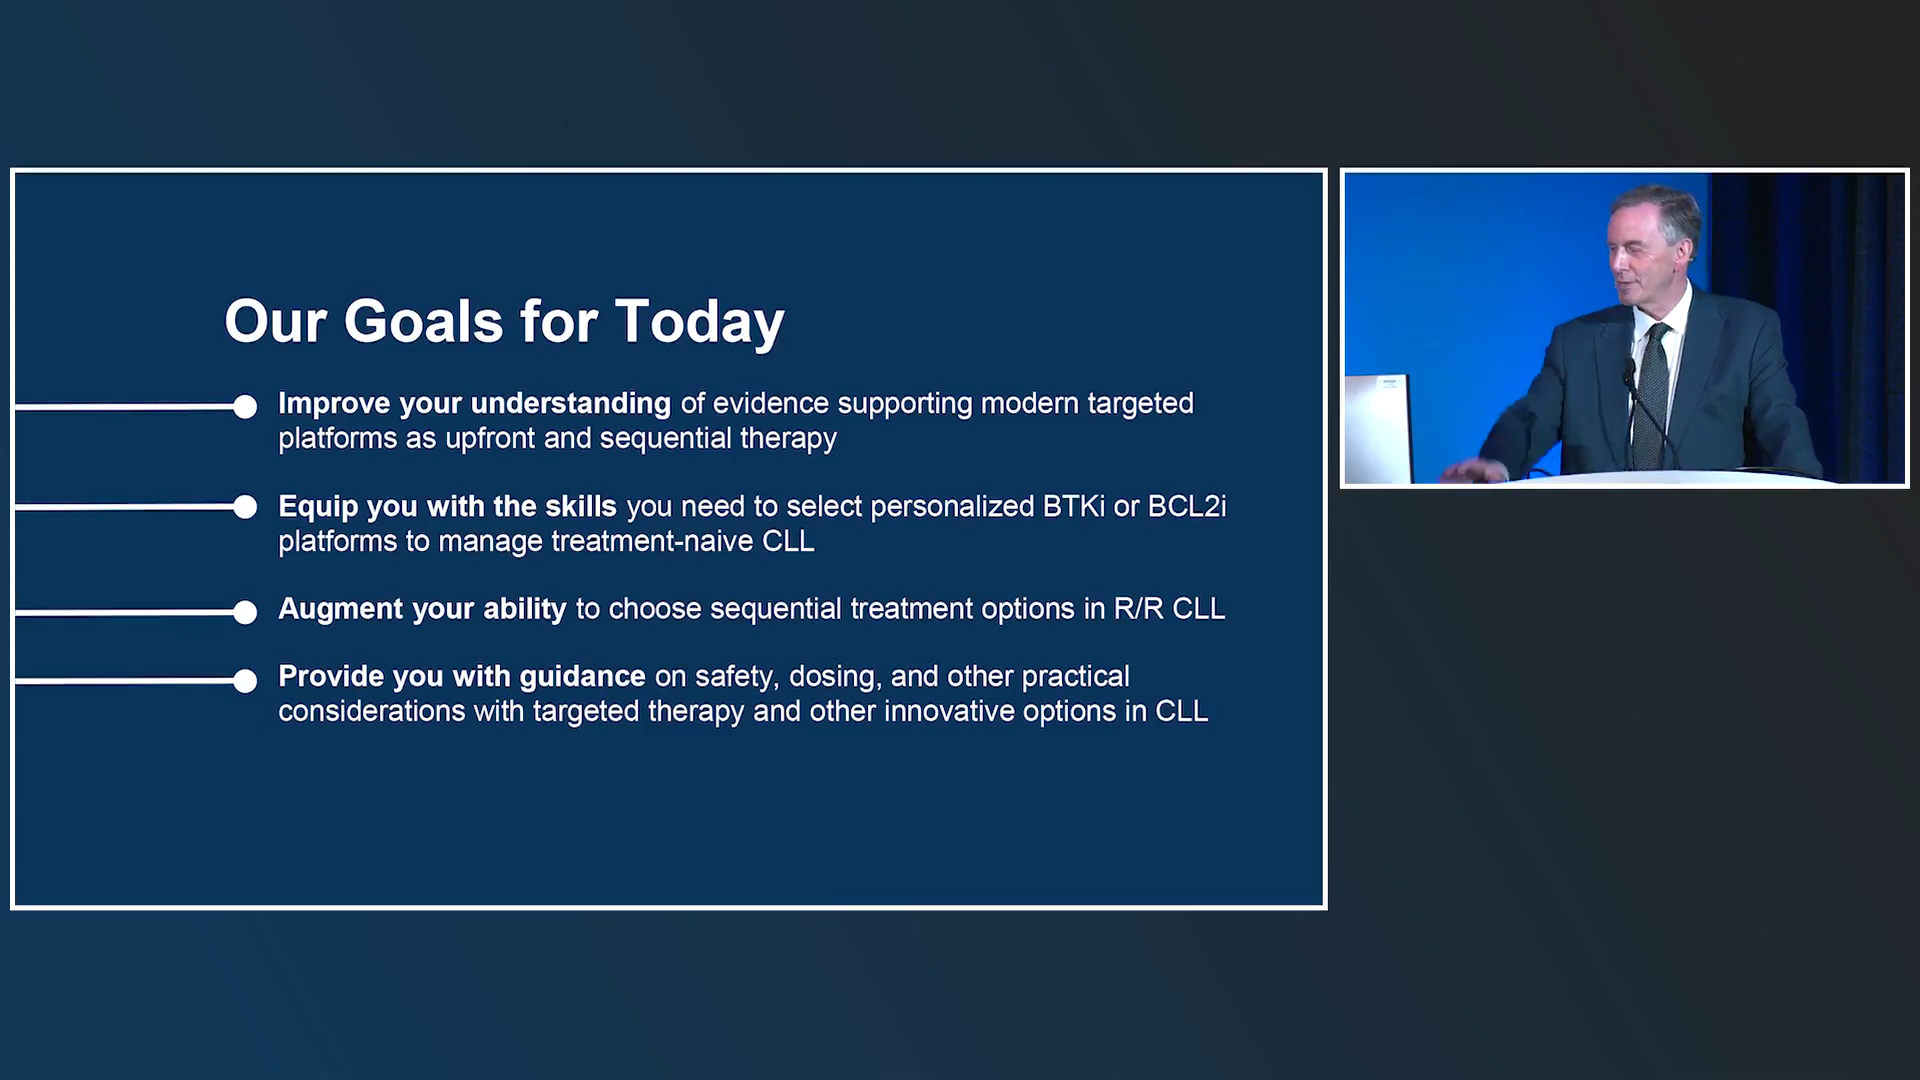 Our Goals for Today
Improve your understanding of evidence supporting modern targeted
platforms as upfront and sequential therapy
Equip you with the skills you need to select personalized BTKi or BCL2i
platforms to manage treatment-naive CLL
Augment your ability to choose sequential treatment options in R/R CLL
Provide you with guidance on safety, dosing, and other practical
considerations with targeted therapy and other innovative options in CLL